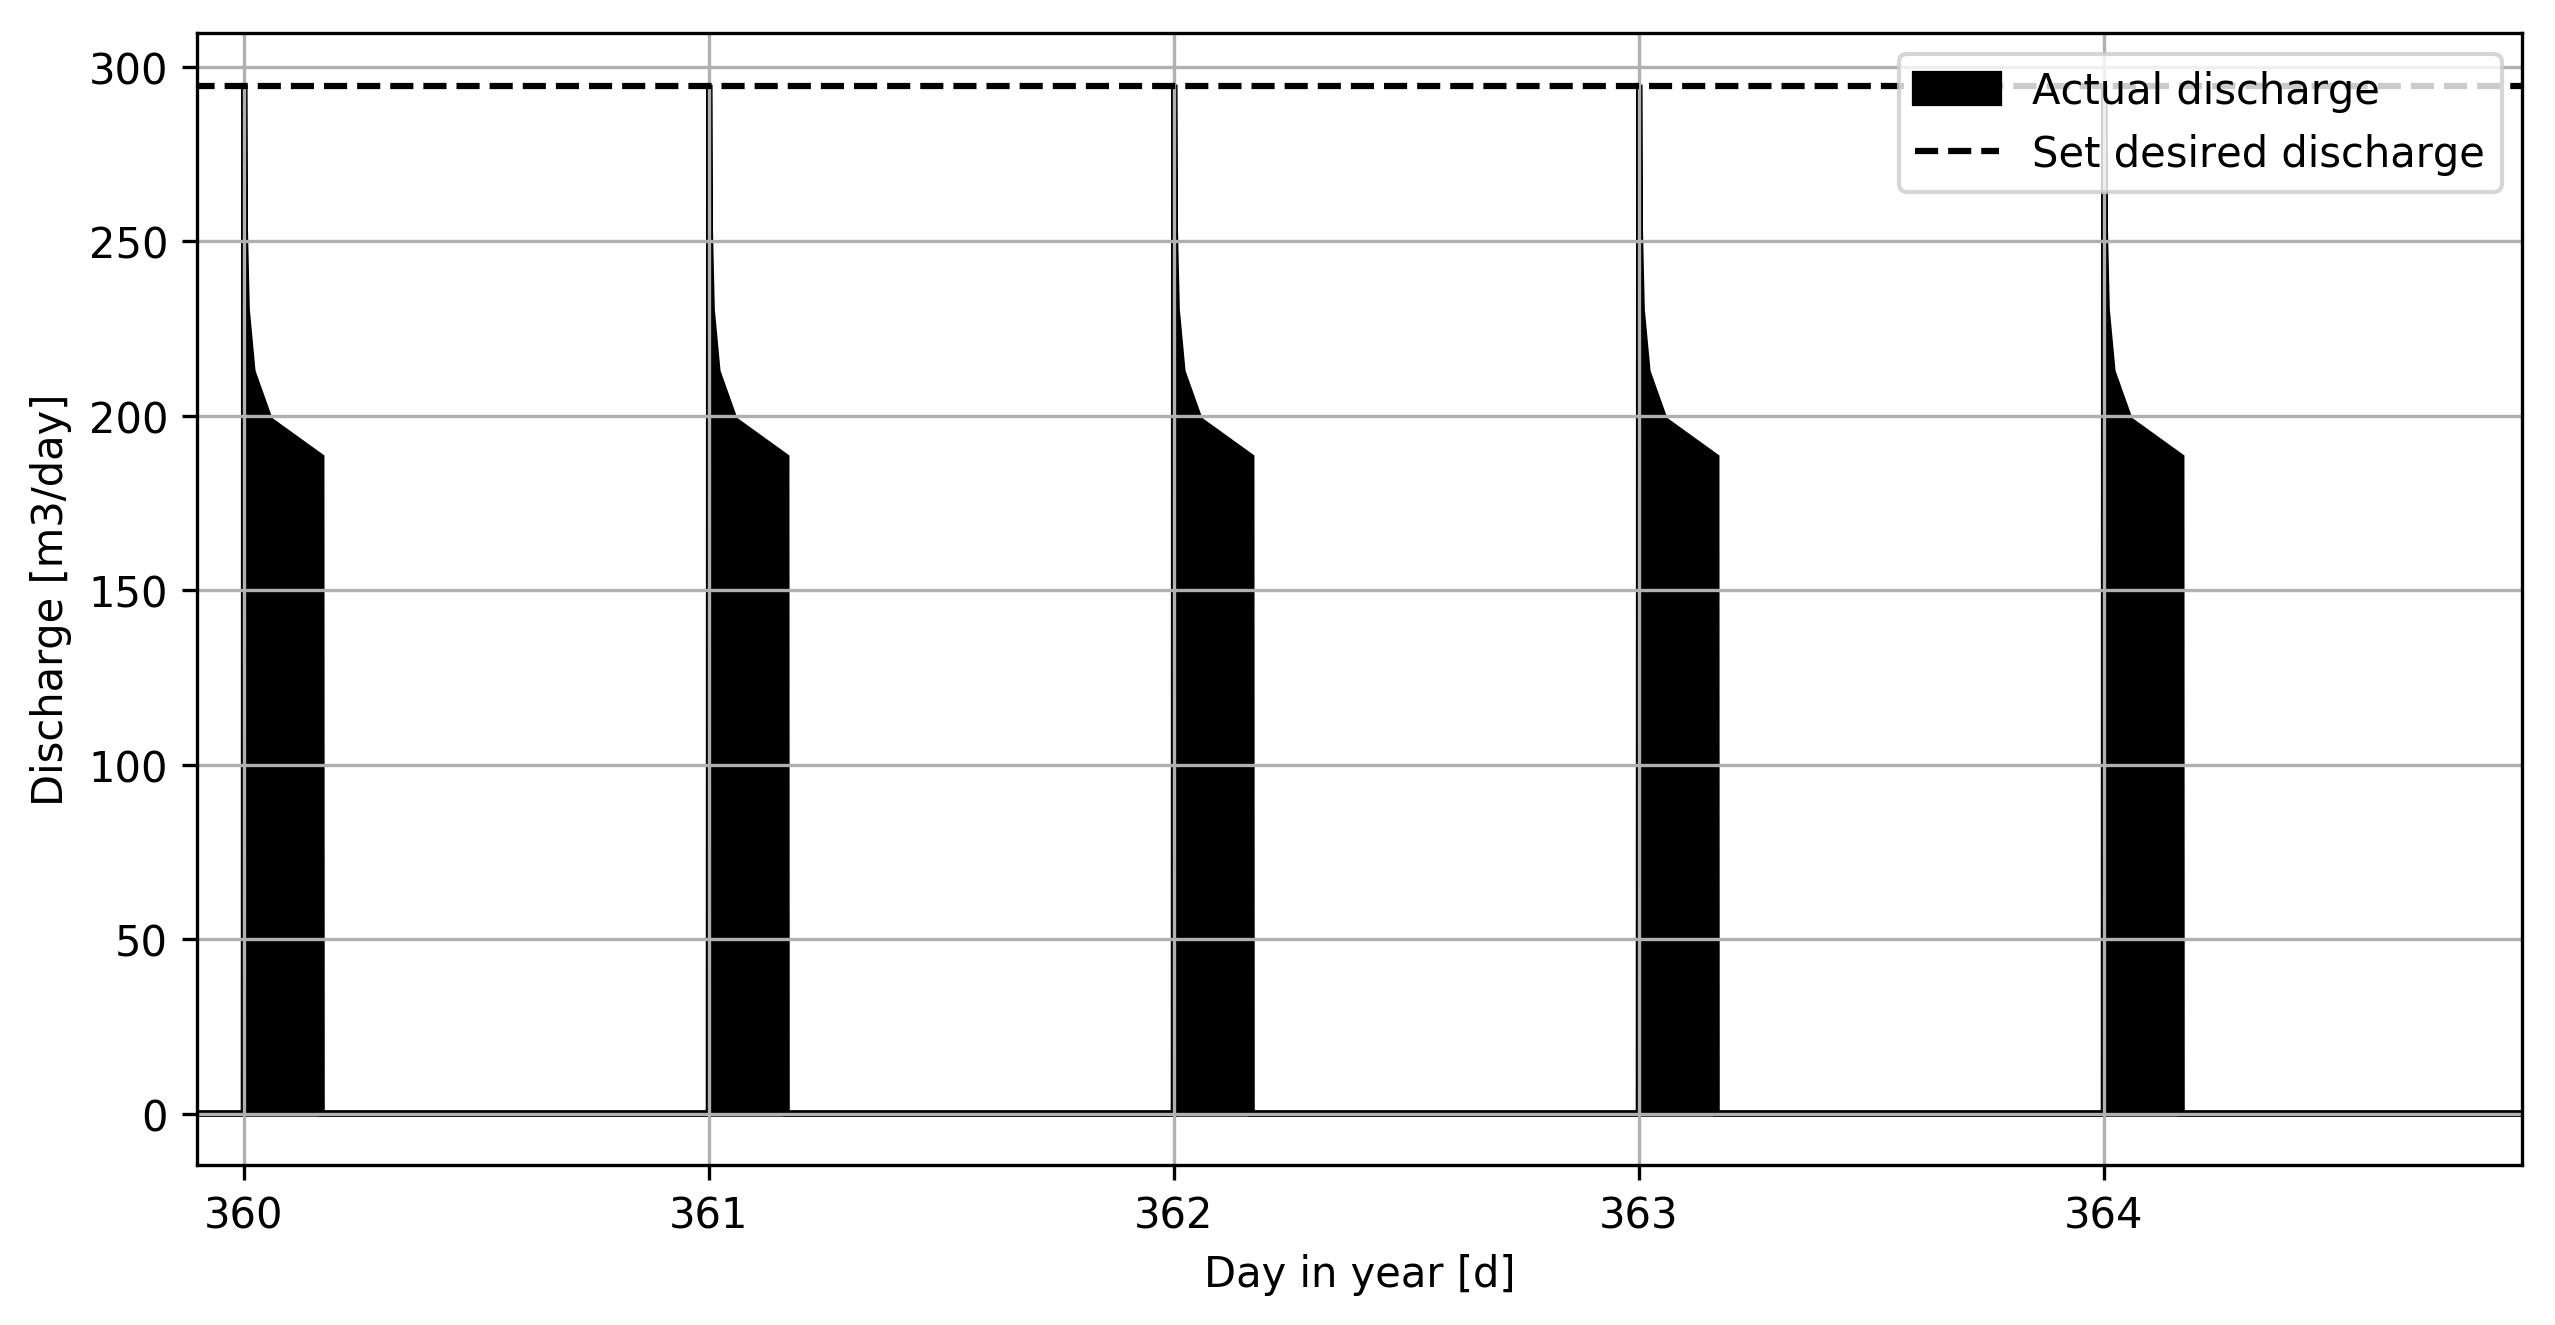 300
250
200
150
100
50
0
Discharge [m3/day]
Actual discharge
Set desired discharge
360 361 362 363 364
Day in year [d]